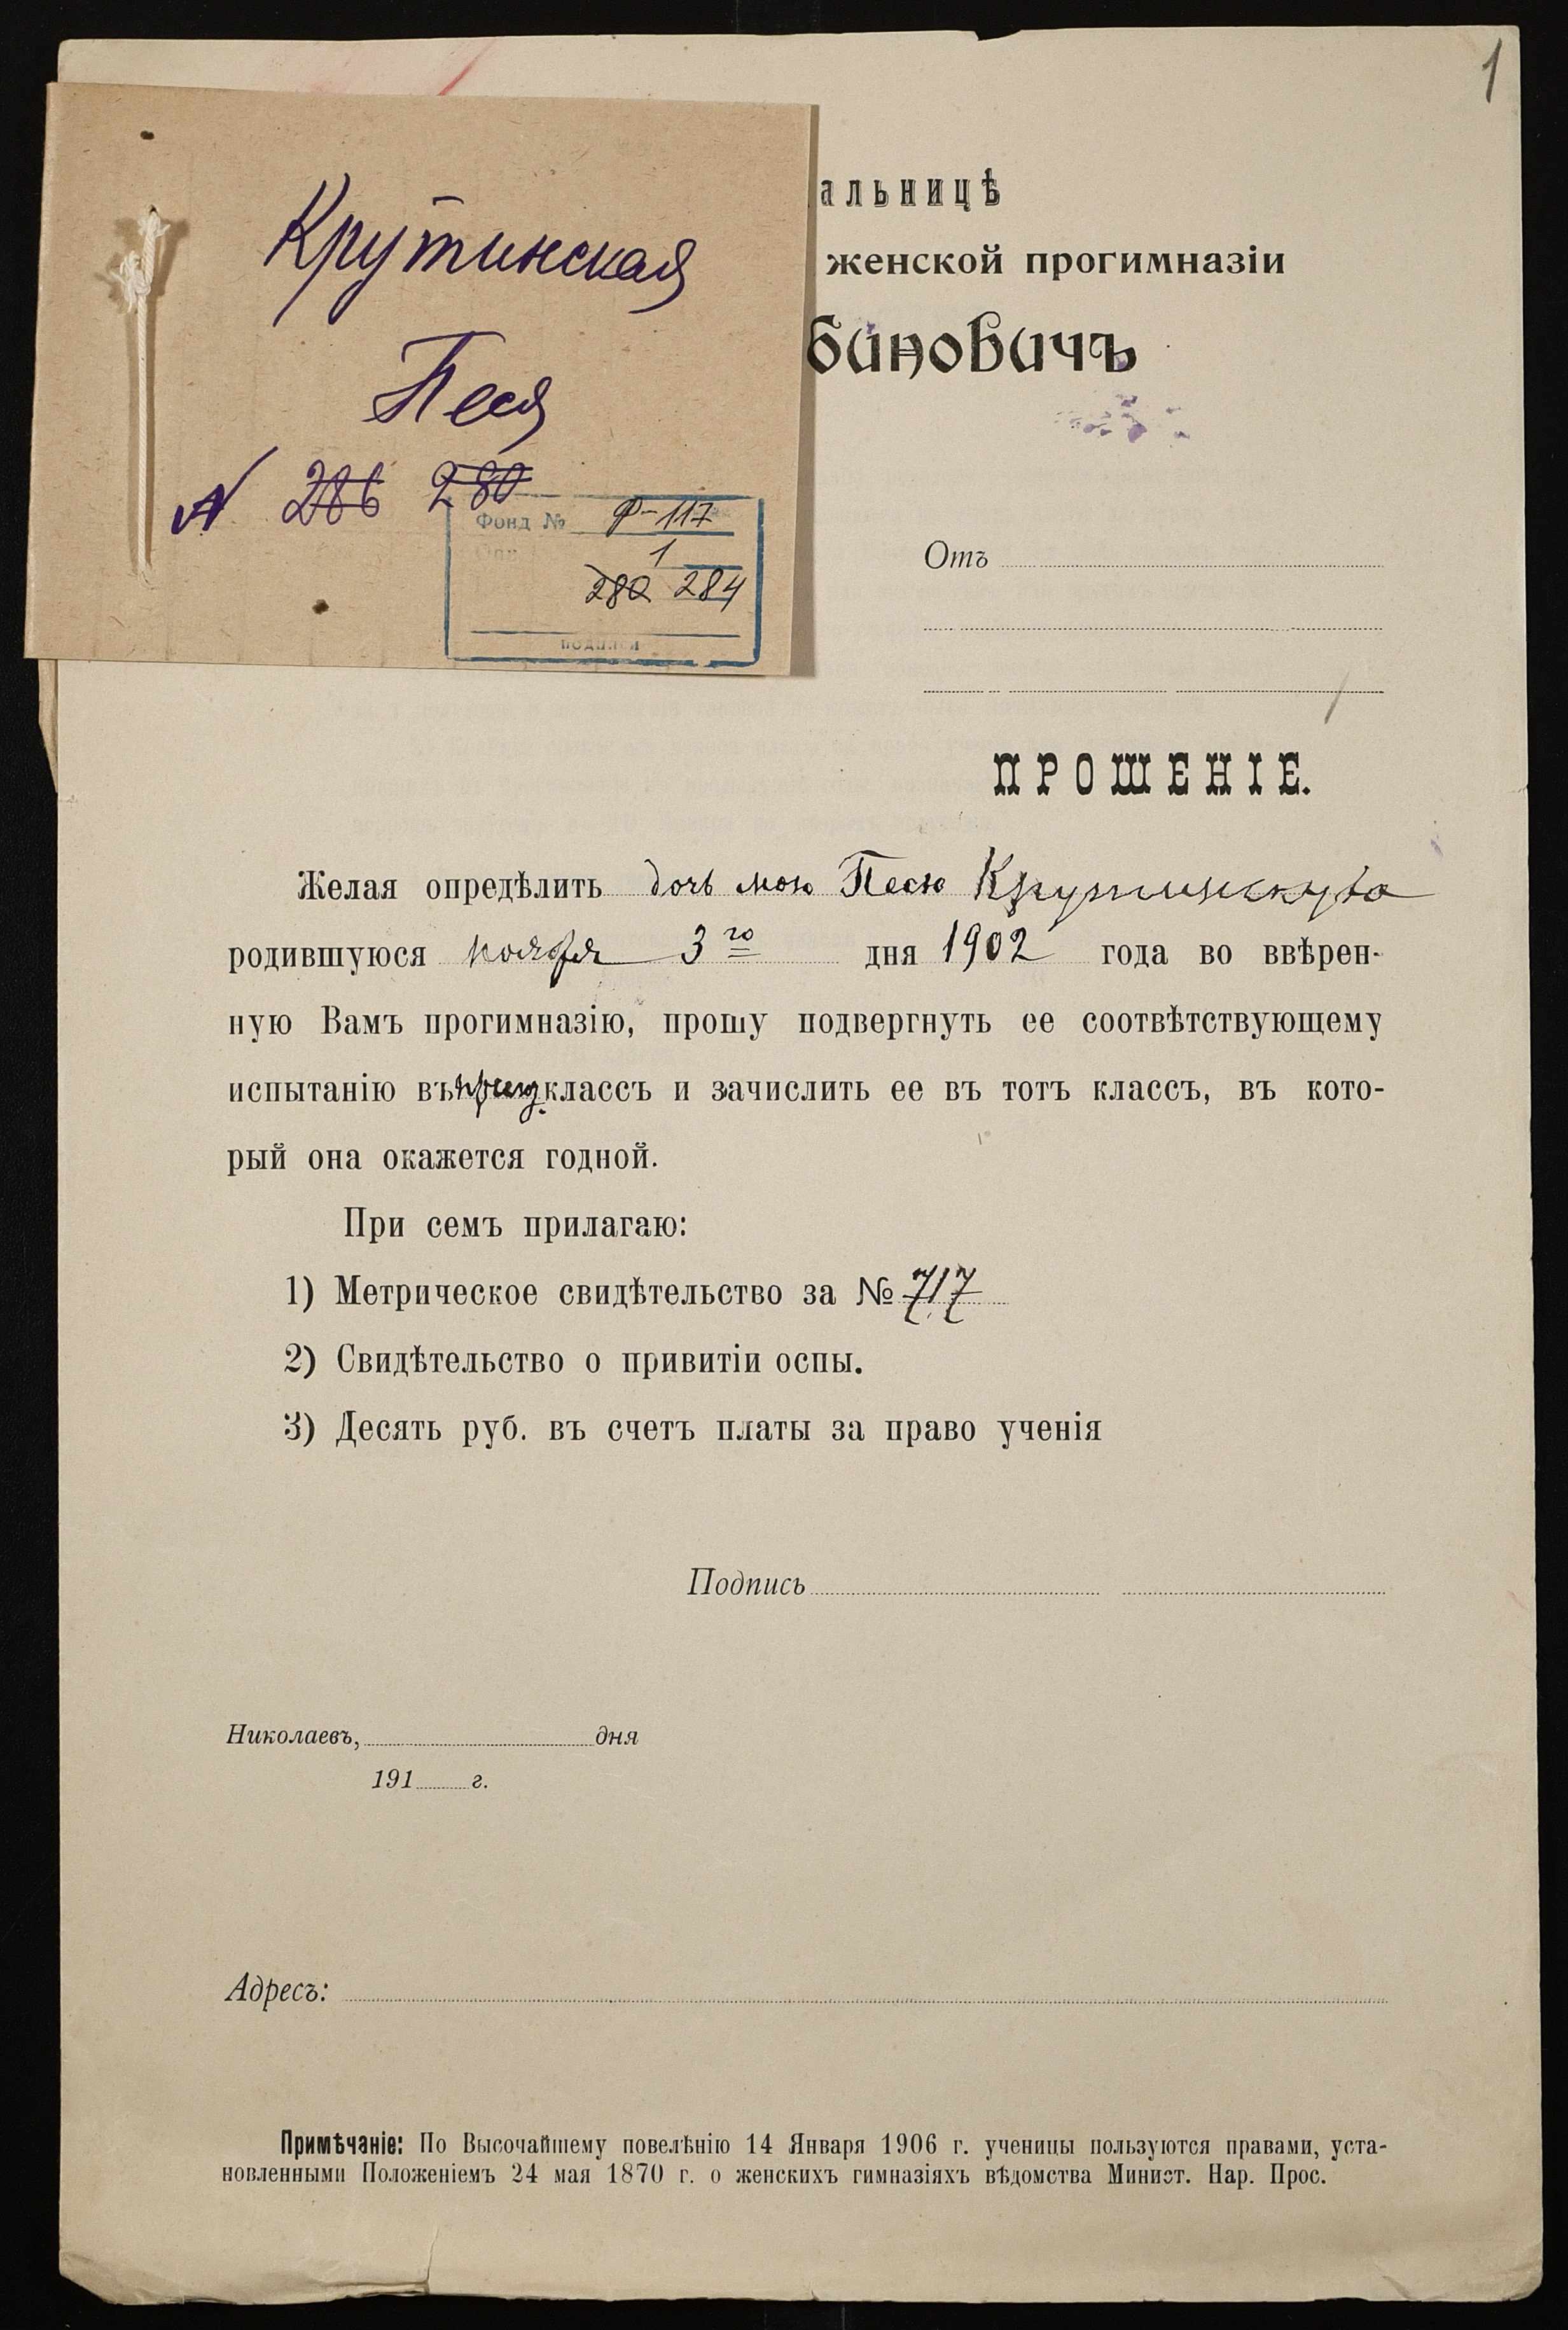 1
Крутинская
Песя
N 286 280
Фонд № Ф-117
Оп. 1
280 284
альницѣ
женской прогимназіи
биновичъ
Отъ
ПРОШЕНІЕ.
Желая опредѣлить дочь мою Песю Крутинскую
родившуюся ноября 3го дня 1902 года во ввѣрен-
ную Вамъ прогимназію, прошу подвергнуть ее соотвѣтствующему
испытанію въ классъ и зачислить ее въ тотъ классъ, въ кото-
рый она окажется годной.
При семъ прилагаю:
1) Метрическое свидѣтельство за № 717
2) Свидѣтельство о привитіи оспы.
3) Десять руб. въ счетъ платы за право ученія
Подпись
Николаевъ, дня
191 г.
Адресъ:
Примѣчаніе: По Высочайшему повелѣнію 14 Января 1906 г. ученицы пользуются правами, уста-
новленными Положеніемъ 24 мая 1870 г. о женскихъ гимназіяхъ вѣдомства Минист. Нар. Прос.